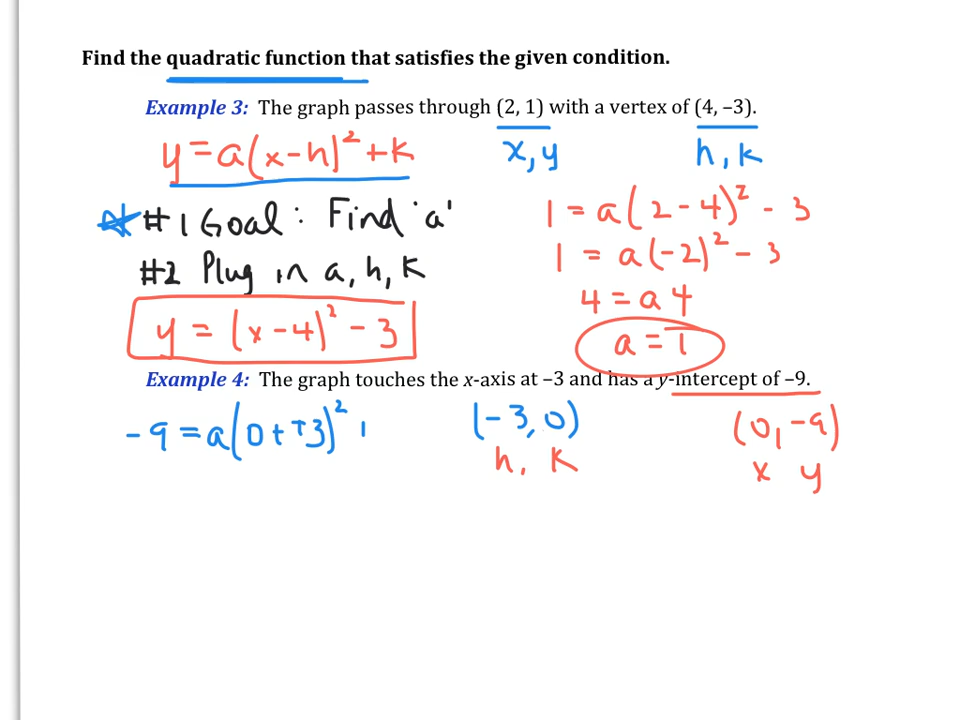 Find the quadratic function that satisfies the given condition.
Example 3: The graph passes through (2, 1) with a vertex of (4, –3).
y = a(x-h)² + k
x, y
h, k
#1 Goal: Find 'a'
1 = a(2-4)² - 3
1 = a(-2)² - 3
#2 Plug in a, h, k
4 = a4
y = (x-4)² - 3
a = 1
Example 4: The graph touches the x-axis at –3 and has a y-intercept of –9.
-9 = a(0++3)²
(-3, 0)
(0, -9)
h, k
x y